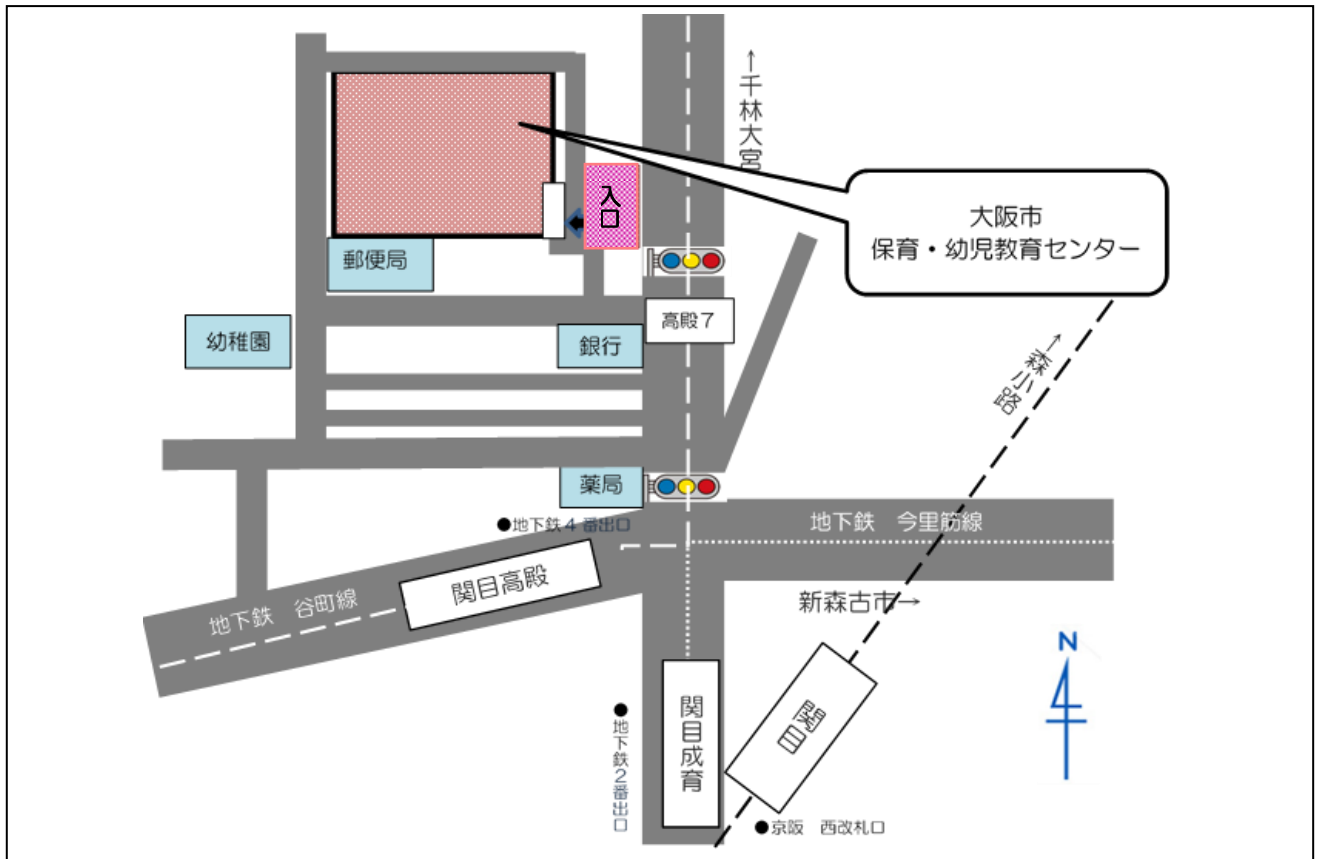 ↑千林大宮
入口
大阪市
保育・幼児教育センター
郵便局
高殿７
幼稚園
銀行
↑森小路
薬局
●地下鉄４番出口
地下鉄　今里筋線
関目高殿
地下鉄　谷町線
新森古市→
N
関目成育
関目
●地下鉄２番出口
●京阪　西改札口